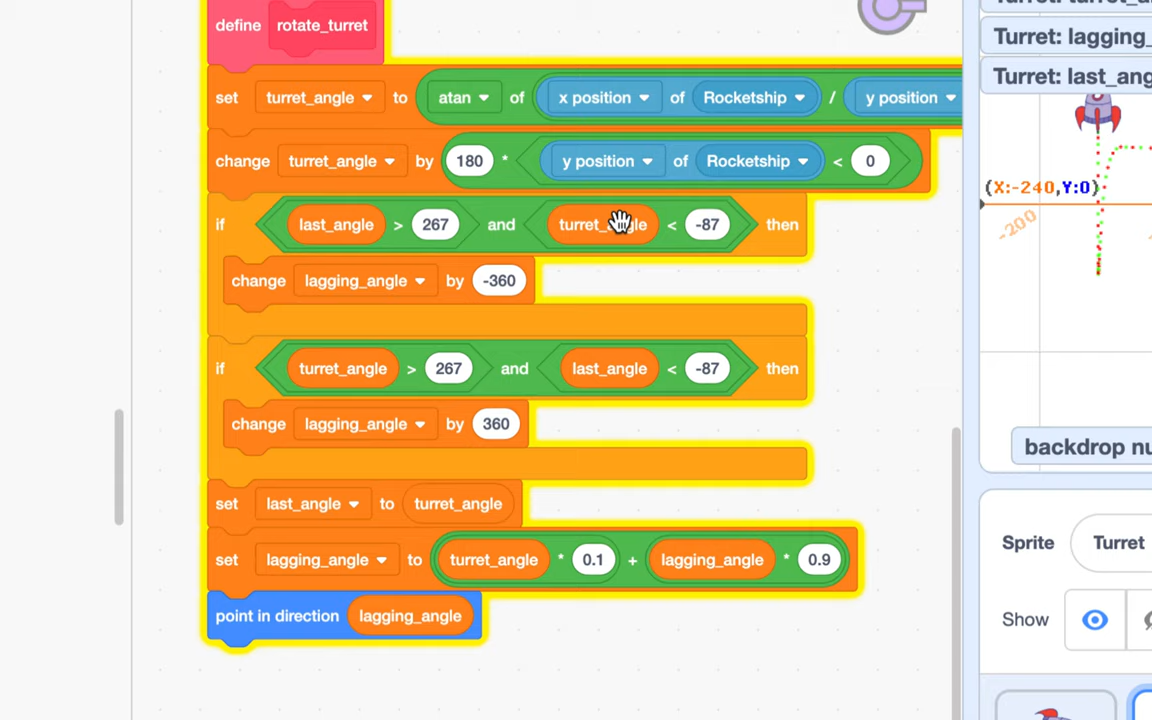 define rotate_turret
set turret_angle to atan of x position of Rocketship / y position
change turret_angle by 180 * y position of Rocketship < 0
if last_angle > 267 and turret_angle < -87 then
change lagging_angle by -360
if turret_angle > 267 and last_angle < -87 then
change lagging_angle by 360
set last_angle to turret_angle
set lagging_angle to turret_angle * 0.1 + lagging_angle * 0.9
point in direction lagging_angle
Turret: lagging_
Turret: last_ang
(X:-240,Y:0)
-200
backdrop nu
Sprite Turret
Show